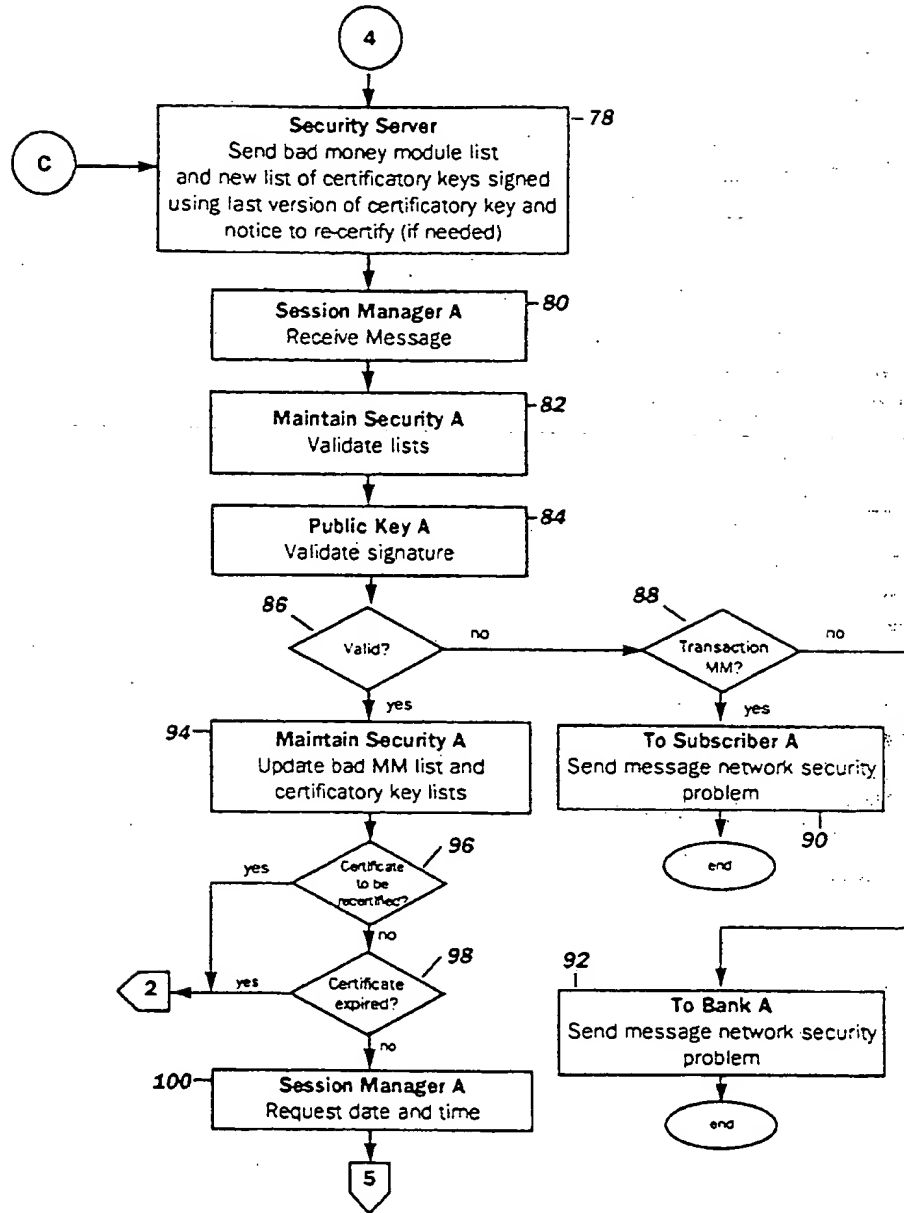 4
C
Security Server
Send bad money module list
and new list of certificatory keys signed
using last version of certificatory key and
notice to re-certify (if needed)
78
Session Manager A
Receive Message
80
Maintain Security A
Validate lists
82
Public Key A
Validate signature
84
86
Valid?
no
88
Transaction
MM?
no
yes
yes
94
Maintain Security A
Update bad MM list and
certificatory key lists
To Subscriber A
Send message network security
problem
90
end
96
Certificate
to be
recertified?
yes
no
98
Certificate
expired?
yes
2
no
92
To Bank A
Send message network security
problem
end
100
Session Manager A
Request date and time
5